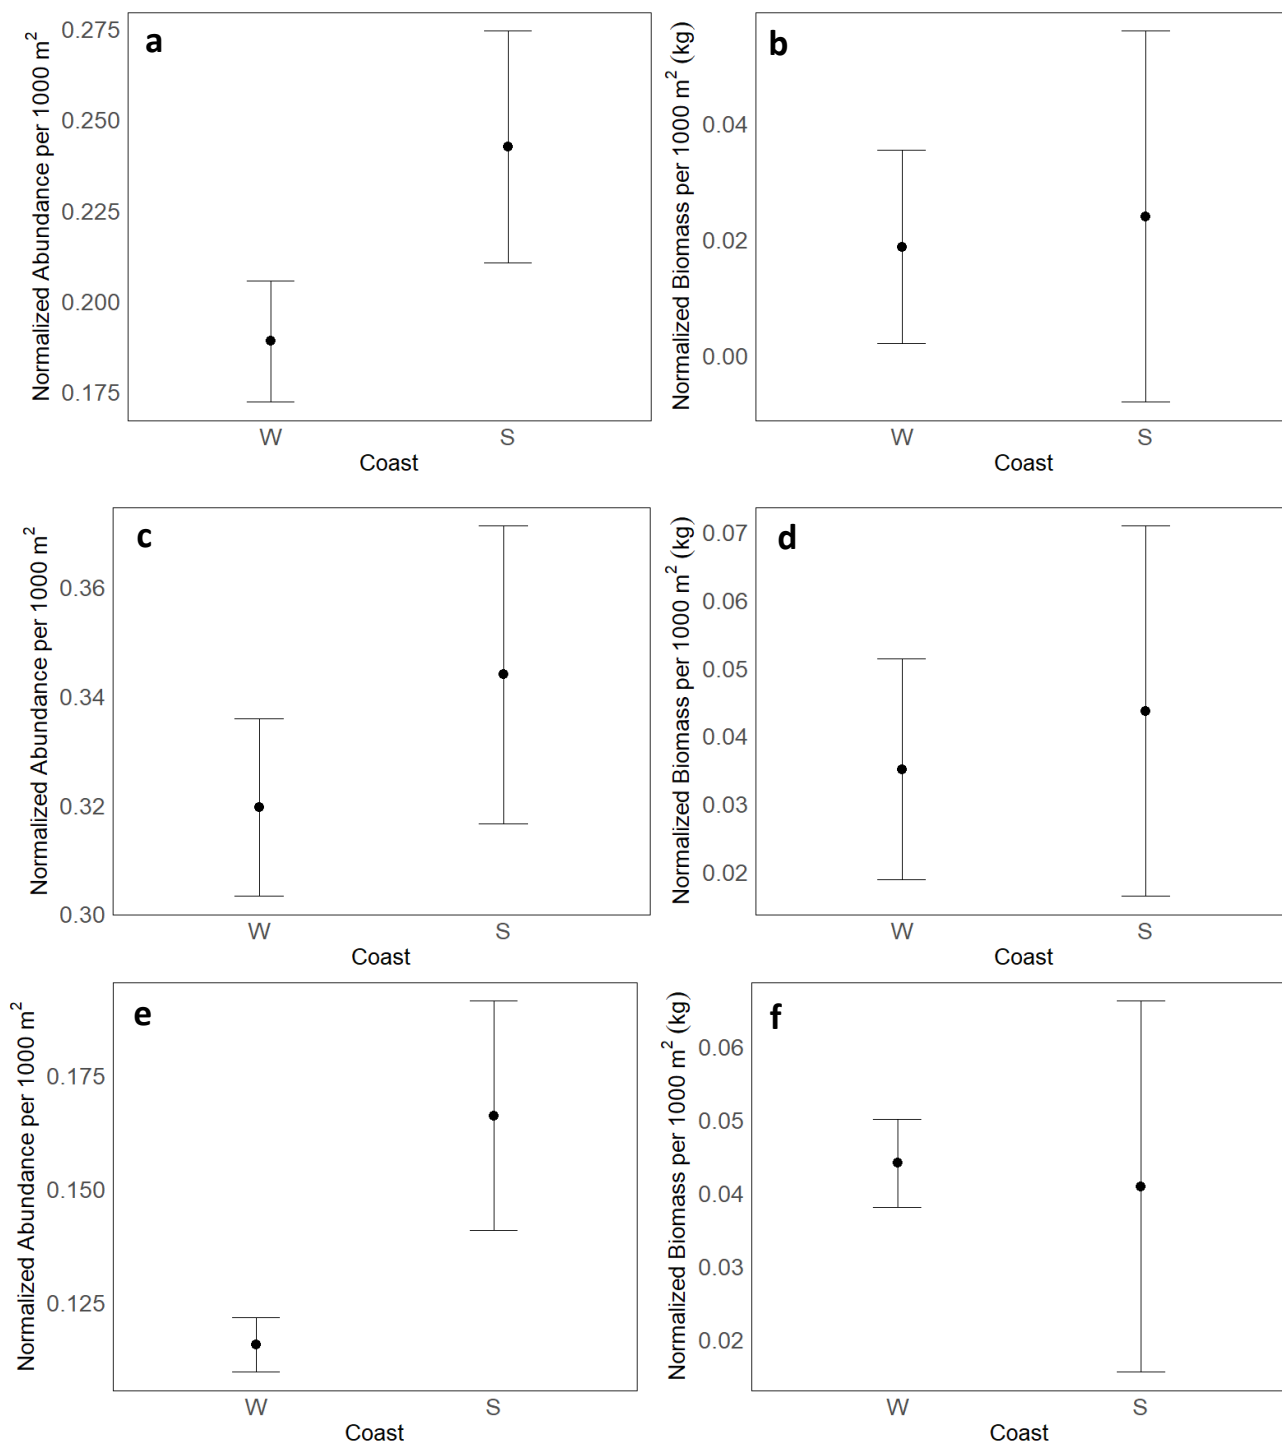 a
Normalized Abundance per 1000 m²
0.275
0.250
0.225
0.200
0.175
W S
Coast
b
Normalized Biomass per 1000 m² (kg)
0.04
0.02
0.00
W S
Coast
c
Normalized Abundance per 1000 m²
0.36
0.34
0.32
0.30
W S
Coast
d
Normalized Biomass per 1000 m² (kg)
0.07
0.06
0.05
0.04
0.03
0.02
W S
Coast
e
Normalized Abundance per 1000 m²
0.175
0.150
0.125
W S
Coast
f
Normalized Biomass per 1000 m² (kg)
0.06
0.05
0.04
0.03
0.02
W S
Coast